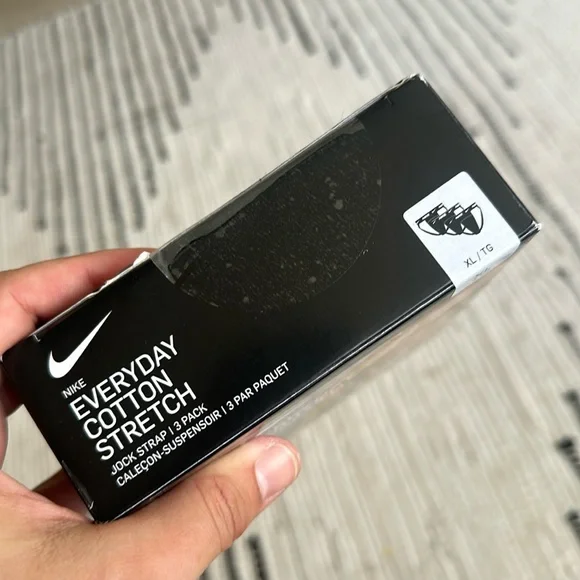 NIKE
EVERYDAY
COTTON
STRETCH
JOCK STRAP | 3 PACK
CALEÇON-SUSPENSOIR | 3 PAR PAQUET
XL / TG